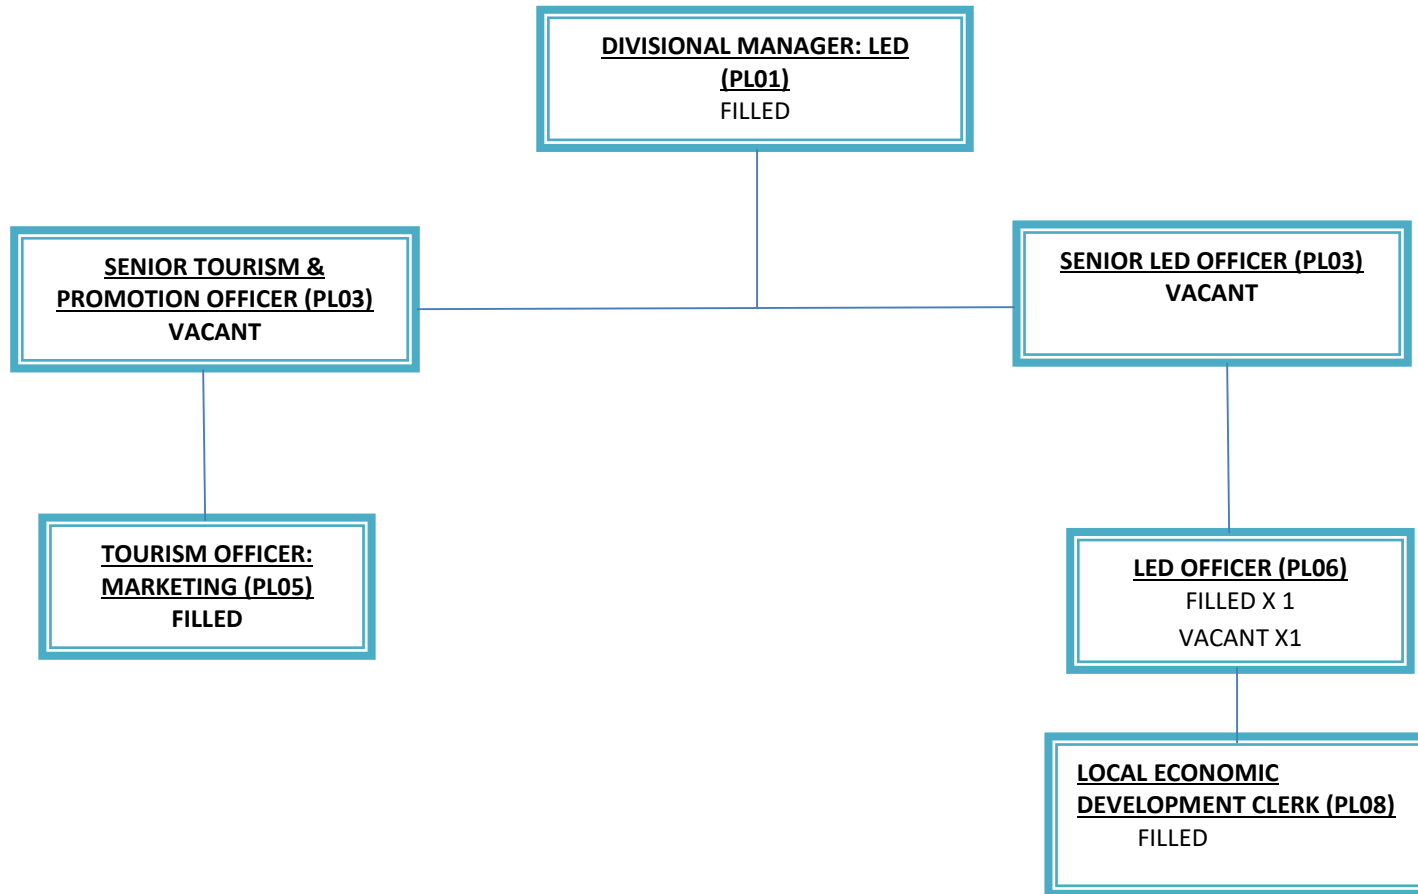 DIVISIONAL MANAGER: LED
(PL01)
FILLED
SENIOR TOURISM &
PROMOTION OFFICER (PL03)
VACANT
SENIOR LED OFFICER (PL03)
VACANT
TOURISM OFFICER:
MARKETING (PL05)
FILLED
LED OFFICER (PL06)
FILLED X 1
VACANT X1
LOCAL ECONOMIC
DEVELOPMENT CLERK (PL08)
FILLED